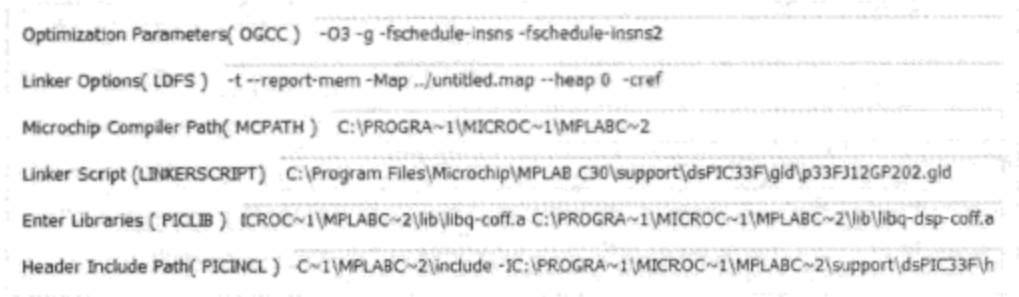 Optimization Parameters( OGCC ) -O3 -g -fschedule-insns -fschedule-insns2
Linker Options( LDFS ) -t --report-mem -Map ../untitled.map --heap 0 -cref
Microchip Compiler Path( MCPATH ) C:\PROGRA~1\MICROC~1\MPLABC~2
Linker Script (LINKERSCRIPT) C:\Program Files\Microchip\MPLAB C30\support\dsPIC33F\gld\p33FJ12GP202.gld
Enter Libraries ( PICLIB ) ICROC~1\MPLABC~2\lib\libq-coff.a C:\PROGRA~1\MICROC~1\MPLABC~2\lib\libq-dsp-coff.a
Header Include Path( PICINCL ) C~1\MPLABC~2\include -IC:\PROGRA~1\MICROC~1\MPLABC~2\support\dsPIC33F\h